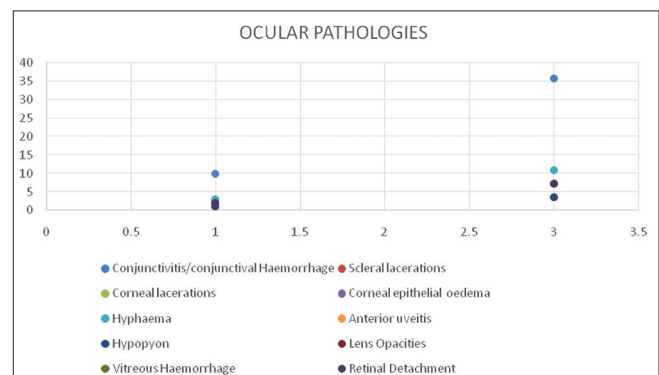 OCULAR PATHOLOGIES
40
35
30
25
20
15
10
5
0
0 0.5 1 1.5 2 2.5 3 3.5
Conjunctivitis/conjunctival Haemorrhage Scleral lacerations
Corneal lacerations Corneal epithelial oedema
Hyphaema Anterior uveitis
Hypopyon Lens Opacities
Vitreous Haemorrhage Retinal Detachment